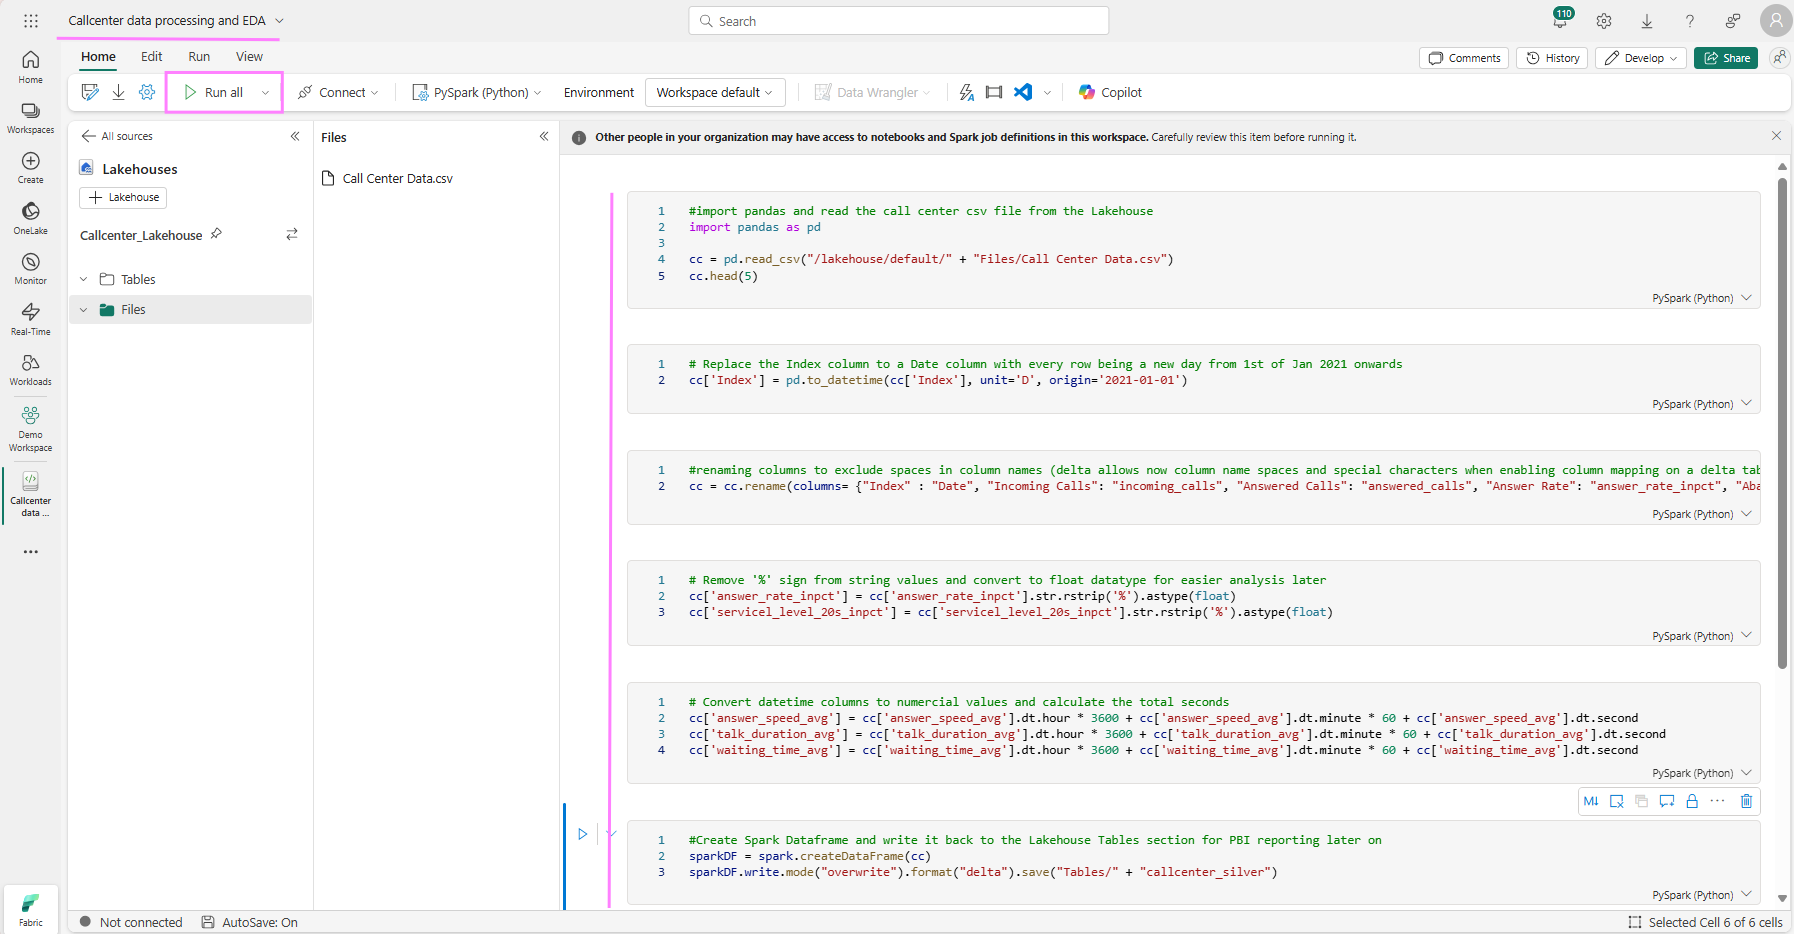 Callcenter data processing and EDA
Search
110
Home
Edit
Run
View
Comments
History
Develop
Share
Run all
Connect
PySpark (Python)
Environment
Workspace default
Data Wrangler
Copilot
Home
Workspaces
Create
OneLake
Monitor
Real-Time
Workloads
Demo
Workspace
Callcenter
data ...
Fabric
All sources
Lakehouses
Lakehouse
Callcenter_Lakehouse
Tables
Files
Files
Call Center Data.csv
Other people in your organization may have access to notebooks and Spark job definitions in this workspace. Carefully review this item before running it.
1 #import pandas and read the call center csv file from the Lakehouse
2 import pandas as pd
3
4 cc = pd.read_csv("/lakehouse/default/" + "Files/Call Center Data.csv")
5 cc.head(5)
PySpark (Python)
1 # Replace the Index column to a Date column with every row being a new day from 1st of Jan 2021 onwards
2 cc['Index'] = pd.to_datetime(cc['Index'], unit='D', origin='2021-01-01')
PySpark (Python)
1 #renaming columns to exclude spaces in column names (delta allows now column name spaces and special characters when enabling column mapping on a delta tab
2 cc = cc.rename(columns= {"Index" : "Date", "Incoming Calls": "incoming_calls", "Answered Calls": "answered_calls", "Answer Rate": "answer_rate_inpct", "Aba
PySpark (Python)
1 # Remove '%' sign from string values and convert to float datatype for easier analysis later
2 cc['answer_rate_inpct'] = cc['answer_rate_inpct'].str.rstrip('%').astype(float)
3 cc['servicel_level_20s_inpct'] = cc['servicel_level_20s_inpct'].str.rstrip('%').astype(float)
PySpark (Python)
1 # Convert datetime columns to numercial values and calculate the total seconds
2 cc['answer_speed_avg'] = cc['answer_speed_avg'].dt.hour * 3600 + cc['answer_speed_avg'].dt.minute * 60 + cc['answer_speed_avg'].dt.second
3 cc['talk_duration_avg'] = cc['talk_duration_avg'].dt.hour * 3600 + cc['talk_duration_avg'].dt.minute * 60 + cc['talk_duration_avg'].dt.second
4 cc['waiting_time_avg'] = cc['waiting_time_avg'].dt.hour * 3600 + cc['waiting_time_avg'].dt.minute * 60 + cc['waiting_time_avg'].dt.second
PySpark (Python)
M↓
1 #Create Spark Dataframe and write it back to the Lakehouse Tables section for PBI reporting later on
2 sparkDF = spark.createDataFrame(cc)
3 sparkDF.write.mode("overwrite").format("delta").save("Tables/" + "callcenter_silver")
PySpark (Python)
Not connected
AutoSave: On
Selected Cell 6 of 6 cells